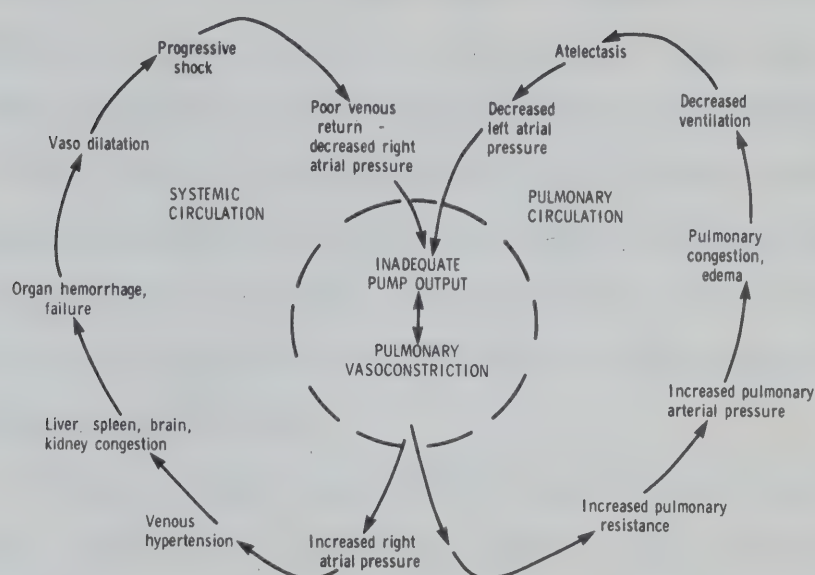 Progressive
shock
Atelectasis
Poor venous
return -
decreased right
atrial pressure
Decreased
left atrial
pressure
Decreased
ventilation
Vaso dilatation
SYSTEMIC
CIRCULATION
PULMONARY
CIRCULATION
INADEQUATE
PUMP OUTPUT
PULMONARY
VASOCONSTRICTION
Pulmonary
congestion,
edema
Organ hemorrhage,
failure
Increased pulmonary
arterial pressure
Liver, spleen, brain,
kidney congestion
Increased pulmonary
resistance
Venous
hypertension
Increased right
atrial pressure